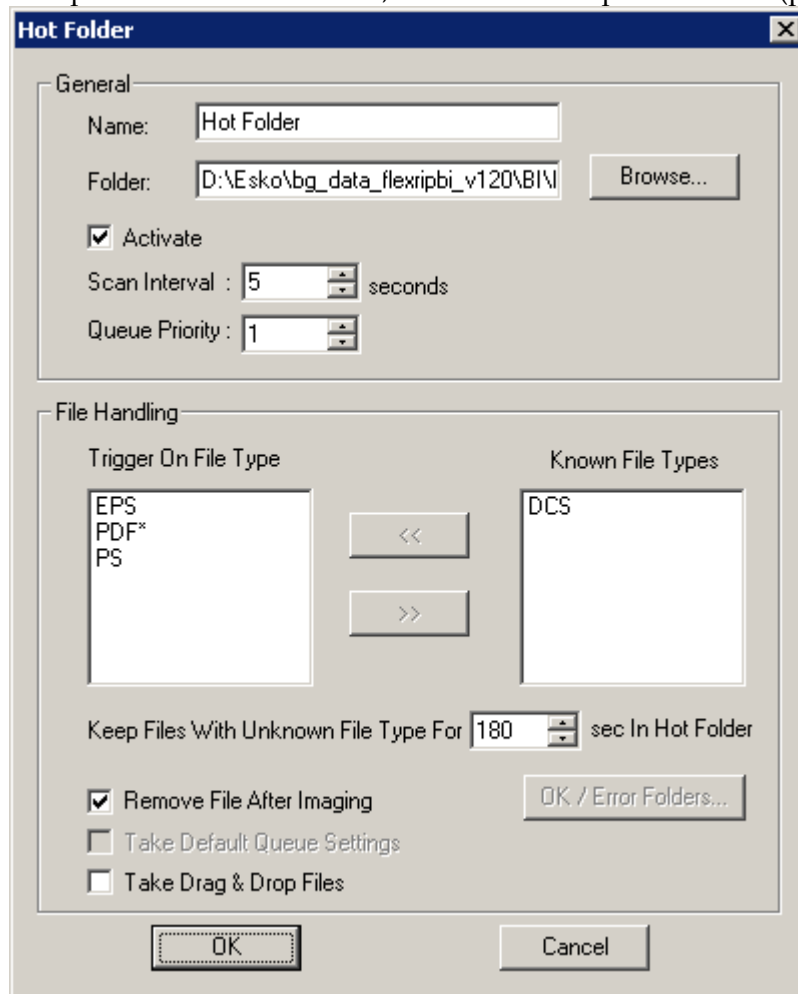 Hot Folder
General
Name: Hot Folder
Folder: D:\Esko\bg_data_flexripbi_v120\BI\I Browse...
Activate
Scan Interval : 5 seconds
Queue Priority : 1
File Handling
Trigger On File Type Known File Types
EPS DCS
PDF*
PS
<<
>>
Keep Files With Unknown File Type For 180 sec In Hot Folder
Remove File After Imaging OK / Error Folders...
Take Default Queue Settings
Take Drag & Drop Files
OK Cancel